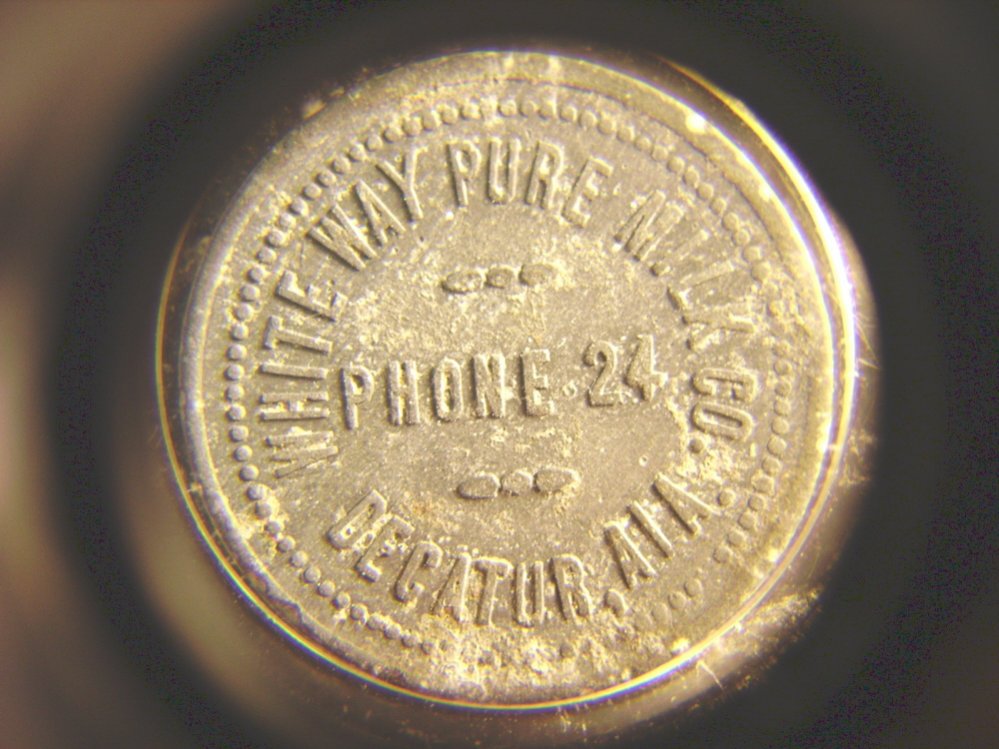 WHITE WAY PURE MILK CO.
PHONE 24
DECATUR, ALA.